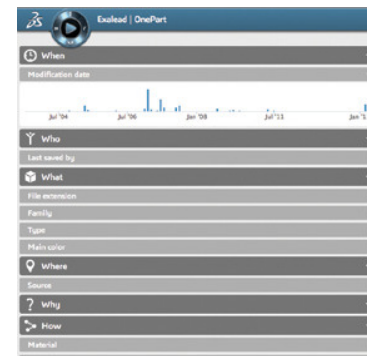 Exalead | OnePart
When
Modification date
Jul '04 Jul '06 Jan '08 Jul '11 Jan '1
Who
Last saved by
What
File extension
Family
Type
Main color
Where
Source
Why
How
Material